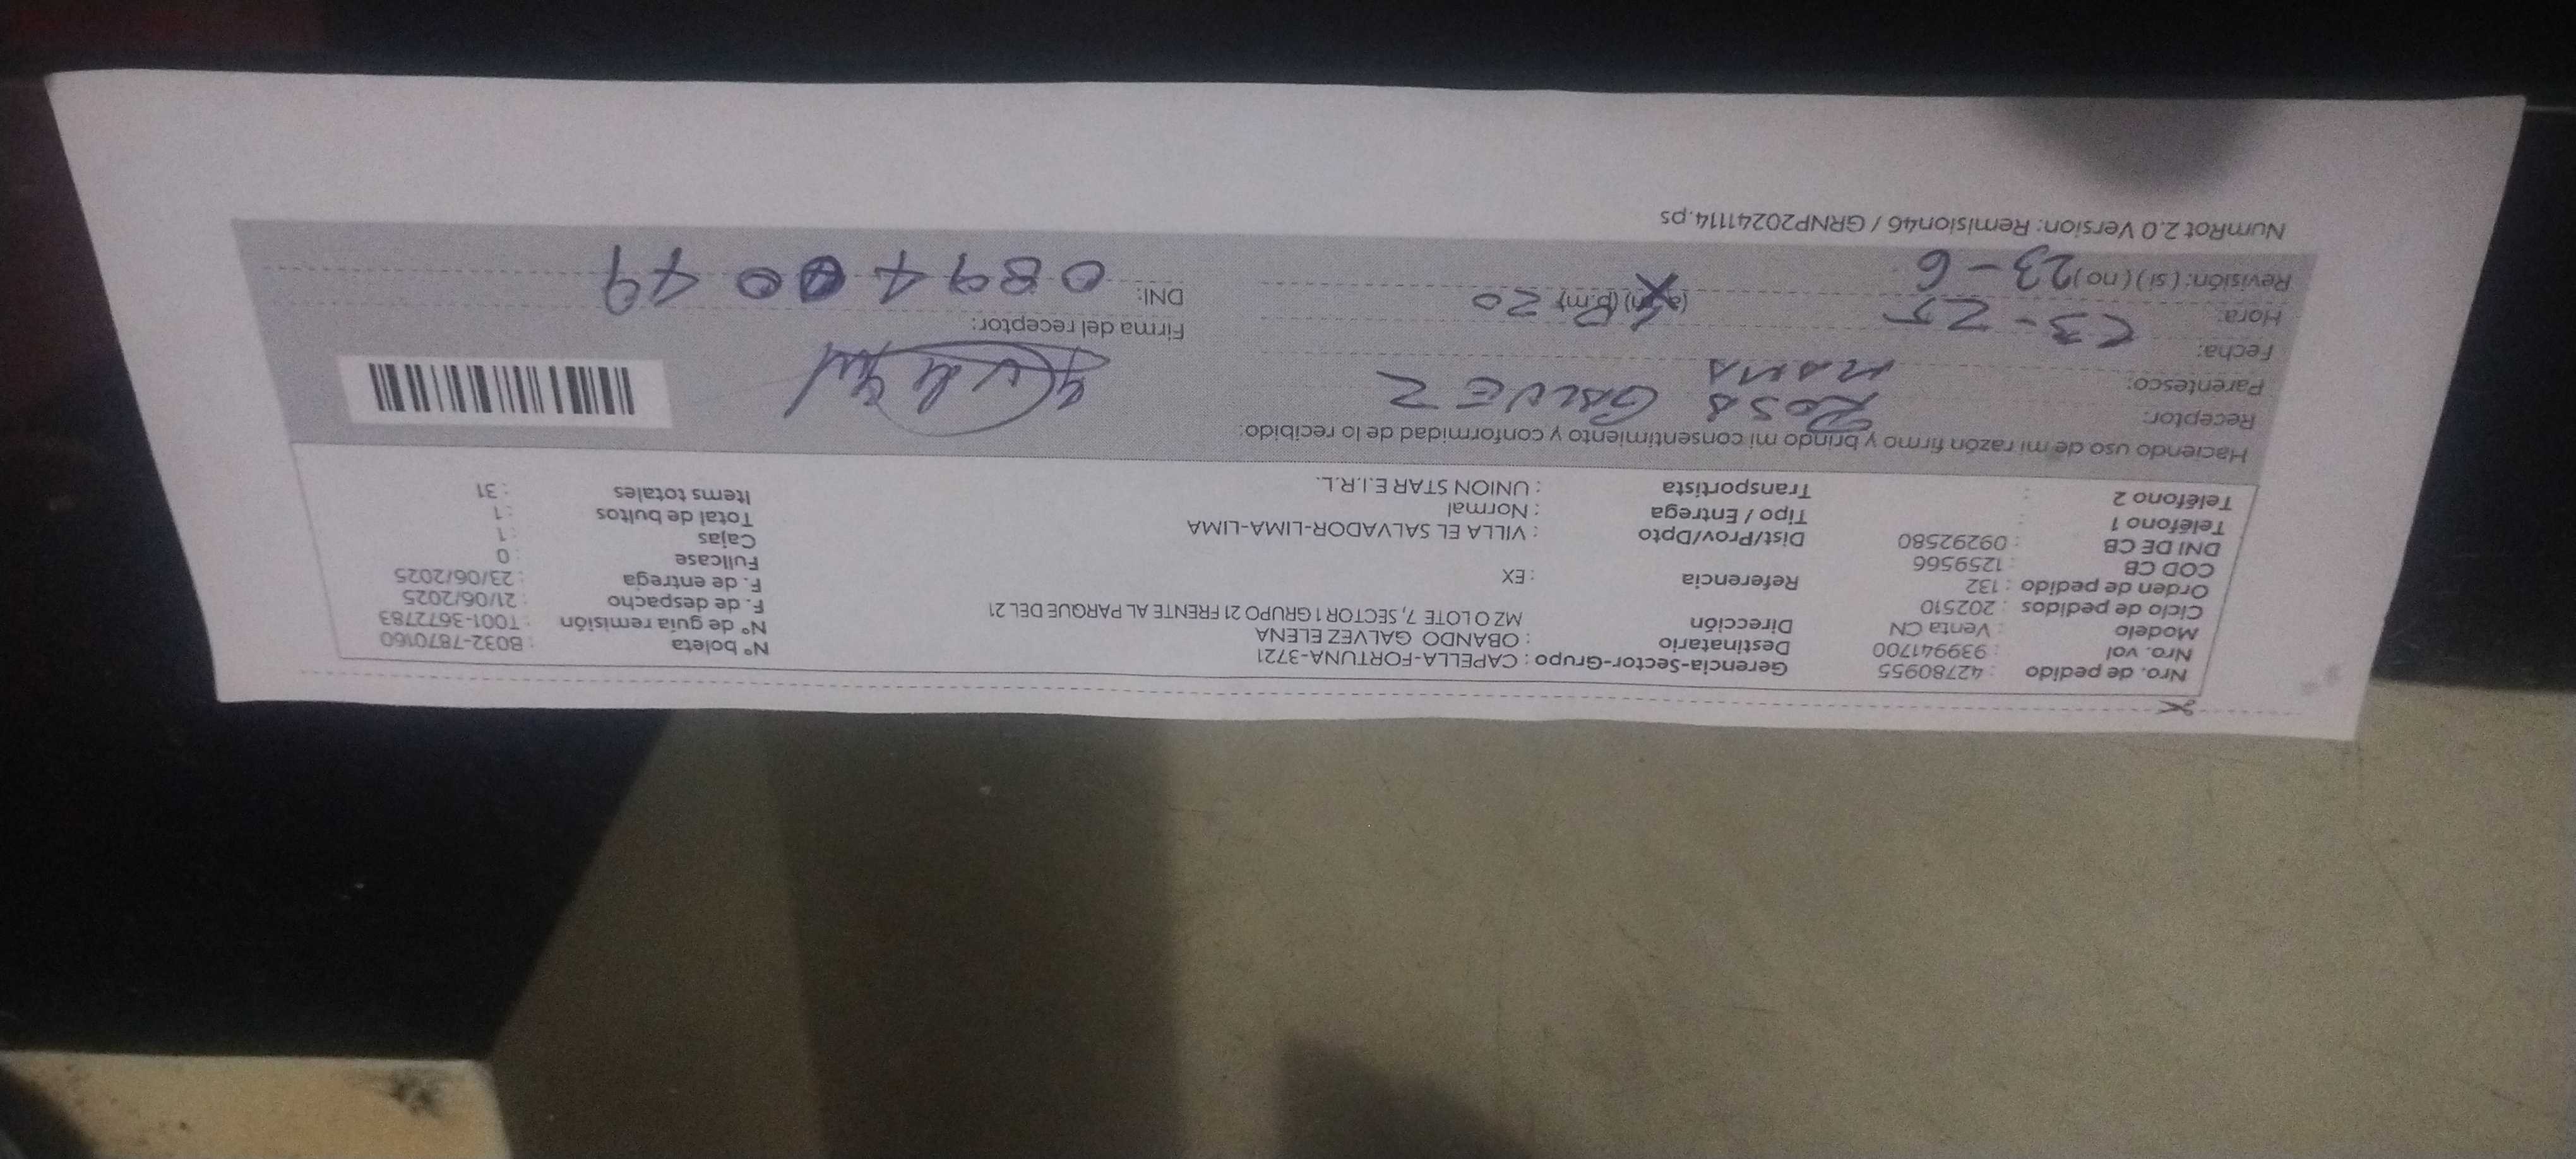 Nro. de pedido : 42780955 Gerencia-Sector-Grupo : CAPELLA-FORTUNA-3721 N° boleta : B032-7870160
Nro. vol : 939941700 Destinatario : OBANDO GALVEZ ELENA N° de guia remisión : T001-3672783
Modelo : Venta CN Dirección MZ O LOTE 7, SECTOR 1 GRUPO 21 FRENTE AL PARQUE DEL 21 F. de despacho : 21/06/2025
Ciclo de pedidos : 202510 F. de entrega : 23/06/2025
Orden de pedido : 132 Referencia : EX Fullcase : 0
COD CB : 1259566 Cajas : 1
DNI DE CB : 09292580 Dist/Prov/Dpto : VILLA EL SALVADOR-LIMA-LIMA Total de bultos : 1
Teléfono 1 : Tipo / Entrega : Normal Items totales : 31
Teléfono 2 : Transportista : UNION STAR E.I.R.L.
Haciendo uso de mi razón firmo y brindo mi consentimiento y conformidad de lo recibido:
Receptor: ROSA GALVEZ
Parentesco: MAMA
Fecha:
Hora: (p.m) 20 Firma del receptor:
Revisión: ( si ) ( no ) 23-6 DNI:
NumRot 2.0 Version: Remision46 / GRNP20241114.ps